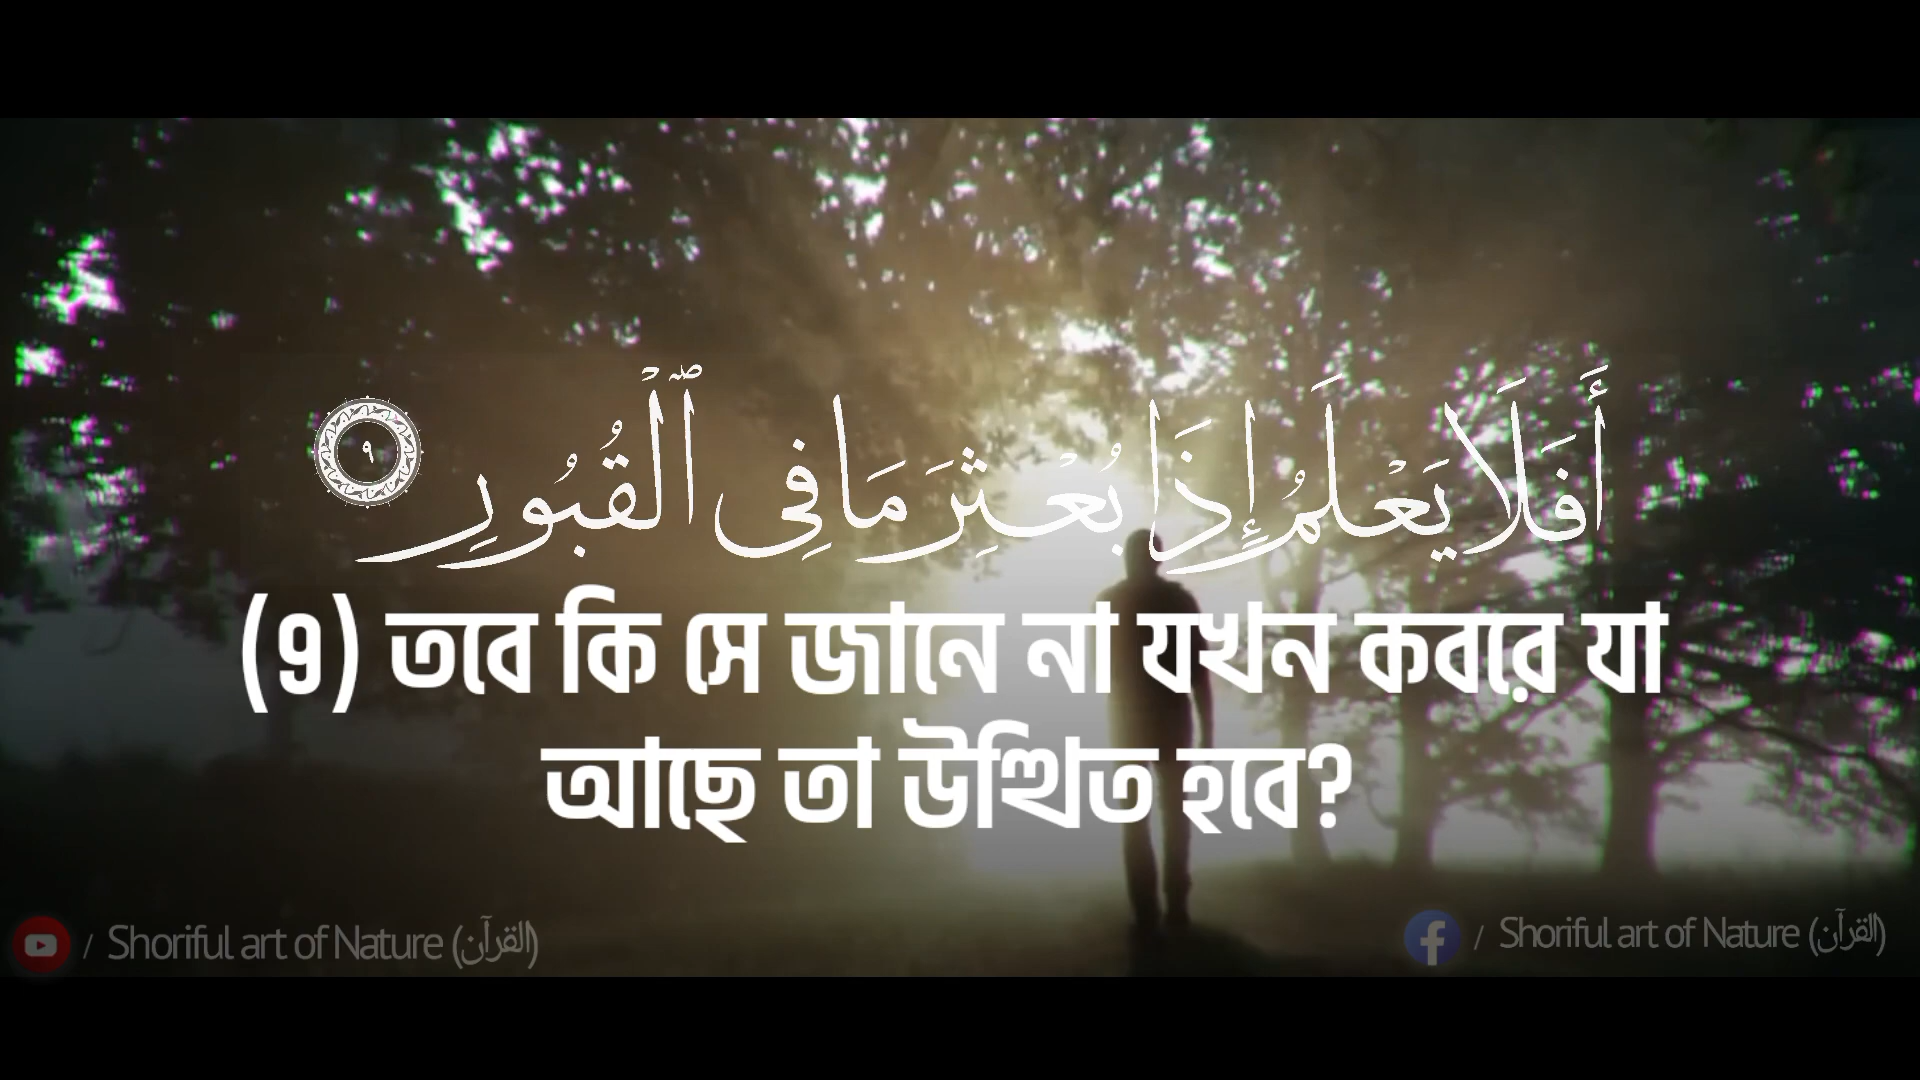 أَفَلَا يَعْلَمُ إِذَا بُعْثِرَ مَا فِى ٱلْقُبُورِ ٩
(9) তবে কি সে জানে না যখন কবরে যা
আছে তা উত্থিত হবে?
/ Shoriful art of Nature (القرآن)
/ Shoriful art of Nature (القرآن)